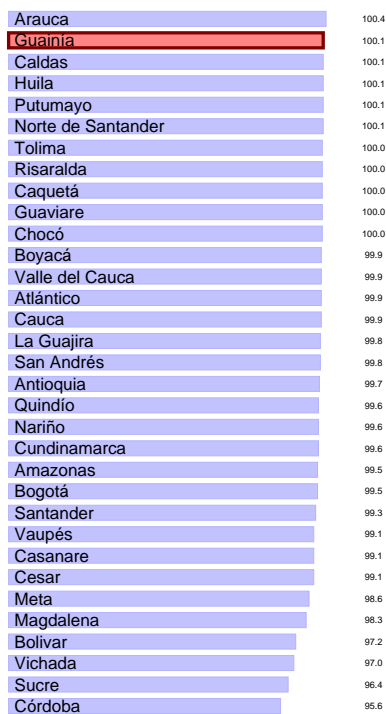 Arauca 100.4
Guainía 100.1
Caldas 100.1
Huila 100.1
Putumayo 100.1
Norte de Santander 100.1
Tolima 100.0
Risaralda 100.0
Caquetá 100.0
Guaviare 100.0
Chocó 100.0
Boyacá 99.9
Valle del Cauca 99.9
Atlántico 99.9
Cauca 99.9
La Guajira 99.8
San Andrés 99.8
Antioquia 99.7
Quindío 99.6
Nariño 99.6
Cundinamarca 99.6
Amazonas 99.5
Bogotá 99.5
Santander 99.3
Vaupés 99.1
Casanare 99.1
Cesar 99.1
Meta 98.6
Magdalena 98.3
Bolivar 97.2
Vichada 97.0
Sucre 96.4
Córdoba 95.6